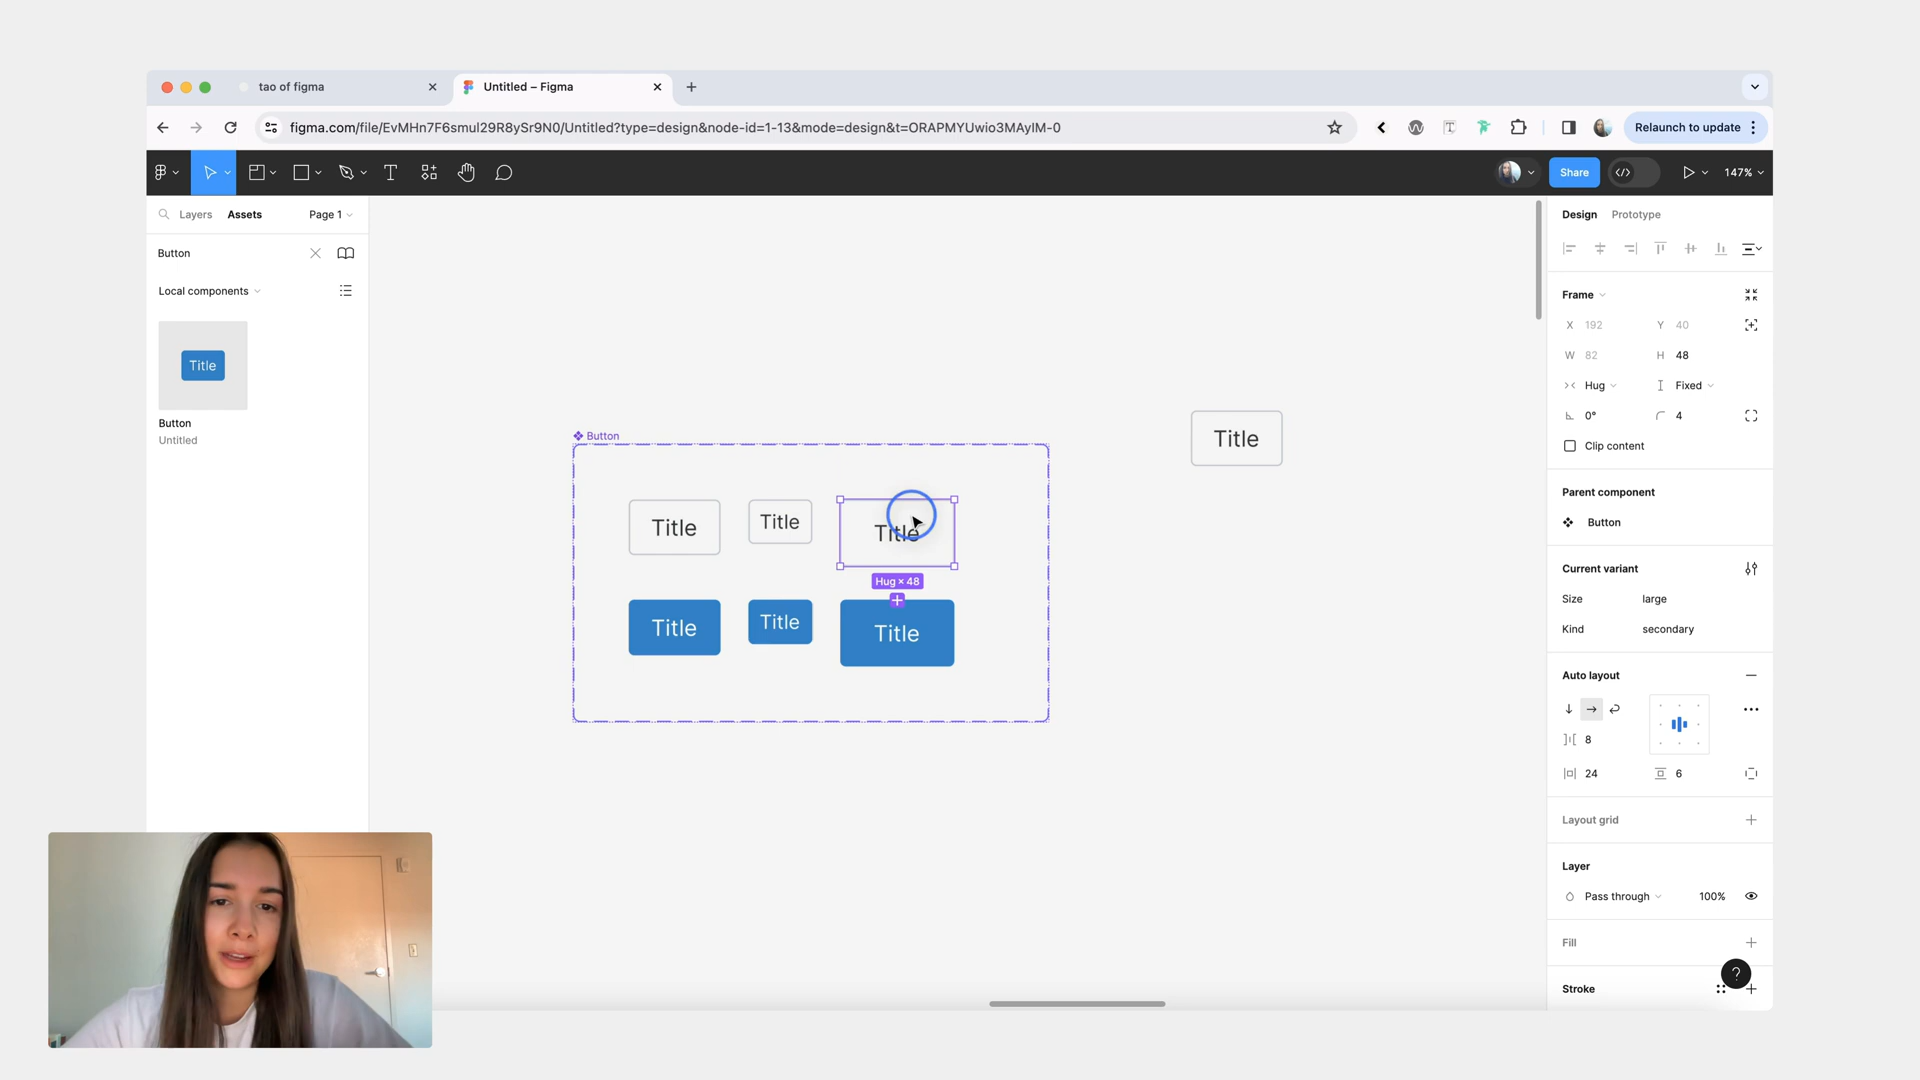 tao of figma
Untitled – Figma
figma.com/file/EvMHn7F6smul29R8ySr9N0/Untitled?type=design&node-id=1-13&mode=design&t=ORAPMYUwio3MAyIM-0
Relaunch to update
Share
147%
Layers
Assets
Page 1
Button
Local components
Title
Button
Untitled
Button
Title
Title
Title
Hug × 48
Title
Title
Title
Title
Design
Prototype
Frame
X 192
Y 40
W 82
H 48
Hug
Fixed
0°
4
Clip content
Parent component
Button
Current variant
Size large
Kind secondary
Auto layout
8
24
6
Layout grid
Layer
Pass through
100%
Fill
?
Stroke